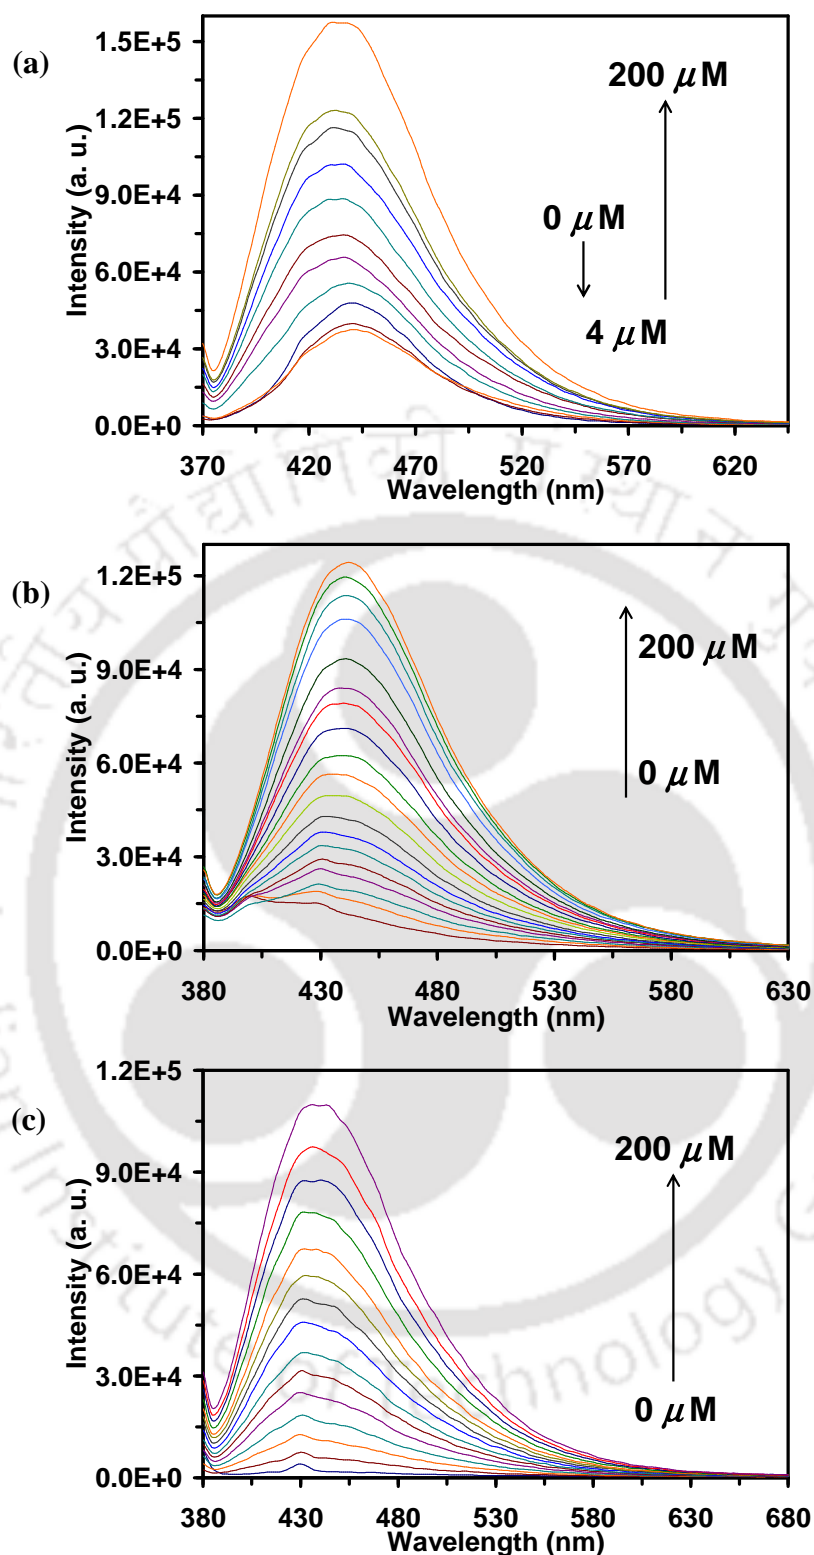 (a)
1.5E+5
1.2E+5
9.0E+4
6.0E+4
3.0E+4
0.0E+0
Intensity (a. u.)
200 μM
0 μM
4 μM
370 420 470 520 570 620
Wavelength (nm)
(b)
1.2E+5
9.0E+4
6.0E+4
3.0E+4
0.0E+0
Intensity (a. u.)
200 μM
0 μM
380 430 480 530 580 630
Wavelength (nm)
(c)
1.2E+5
9.0E+4
6.0E+4
3.0E+4
0.0E+0
Intensity (a. u.)
200 μM
0 μM
380 430 480 530 580 630 680
Wavelength (nm)
Institute of Technology